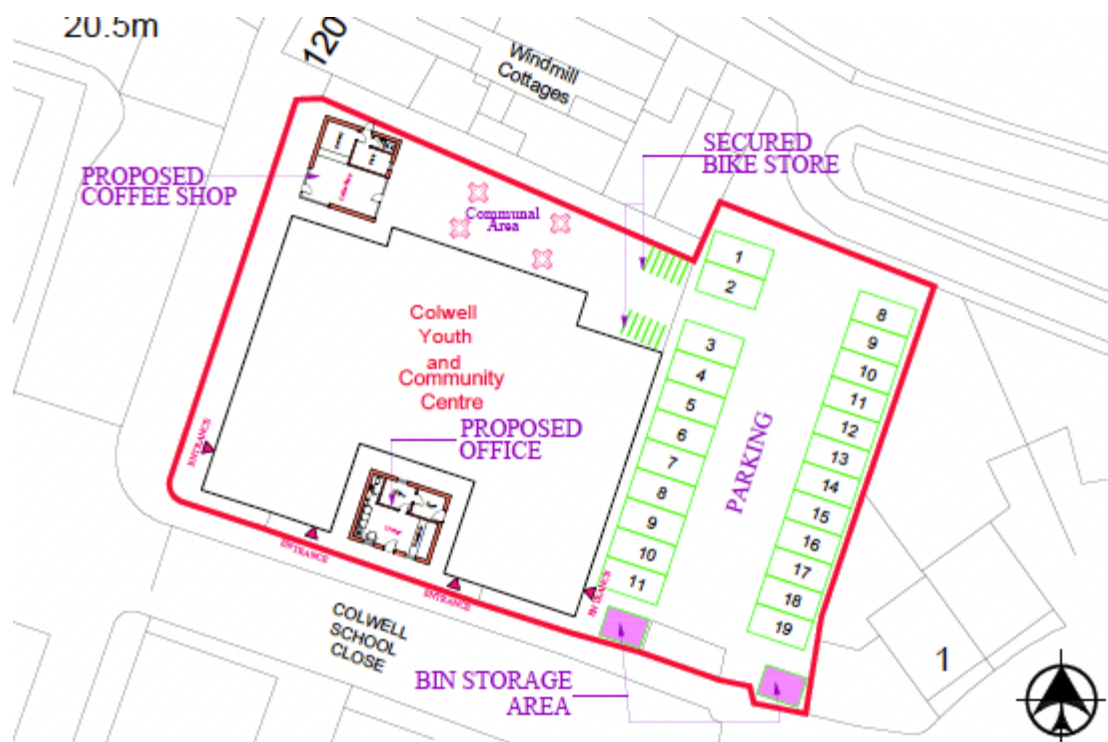 20.5m
120
Windmill
Cottages
SECURED
BIKE STORE
PROPOSED
COFFEE SHOP
Communal
Area
1
2
3
4
5
6
7
8
9
10
11
8
9
10
11
12
13
14
15
16
17
18
19
Colwell
Youth
and
Community
Centre
PROPOSED
OFFICE
PARKING
ENTRANCE
ENTRANCE
ENTRANCE
ENTRANCE
COLWELL
SCHOOL
CLOSE
BIN STORAGE
AREA
1